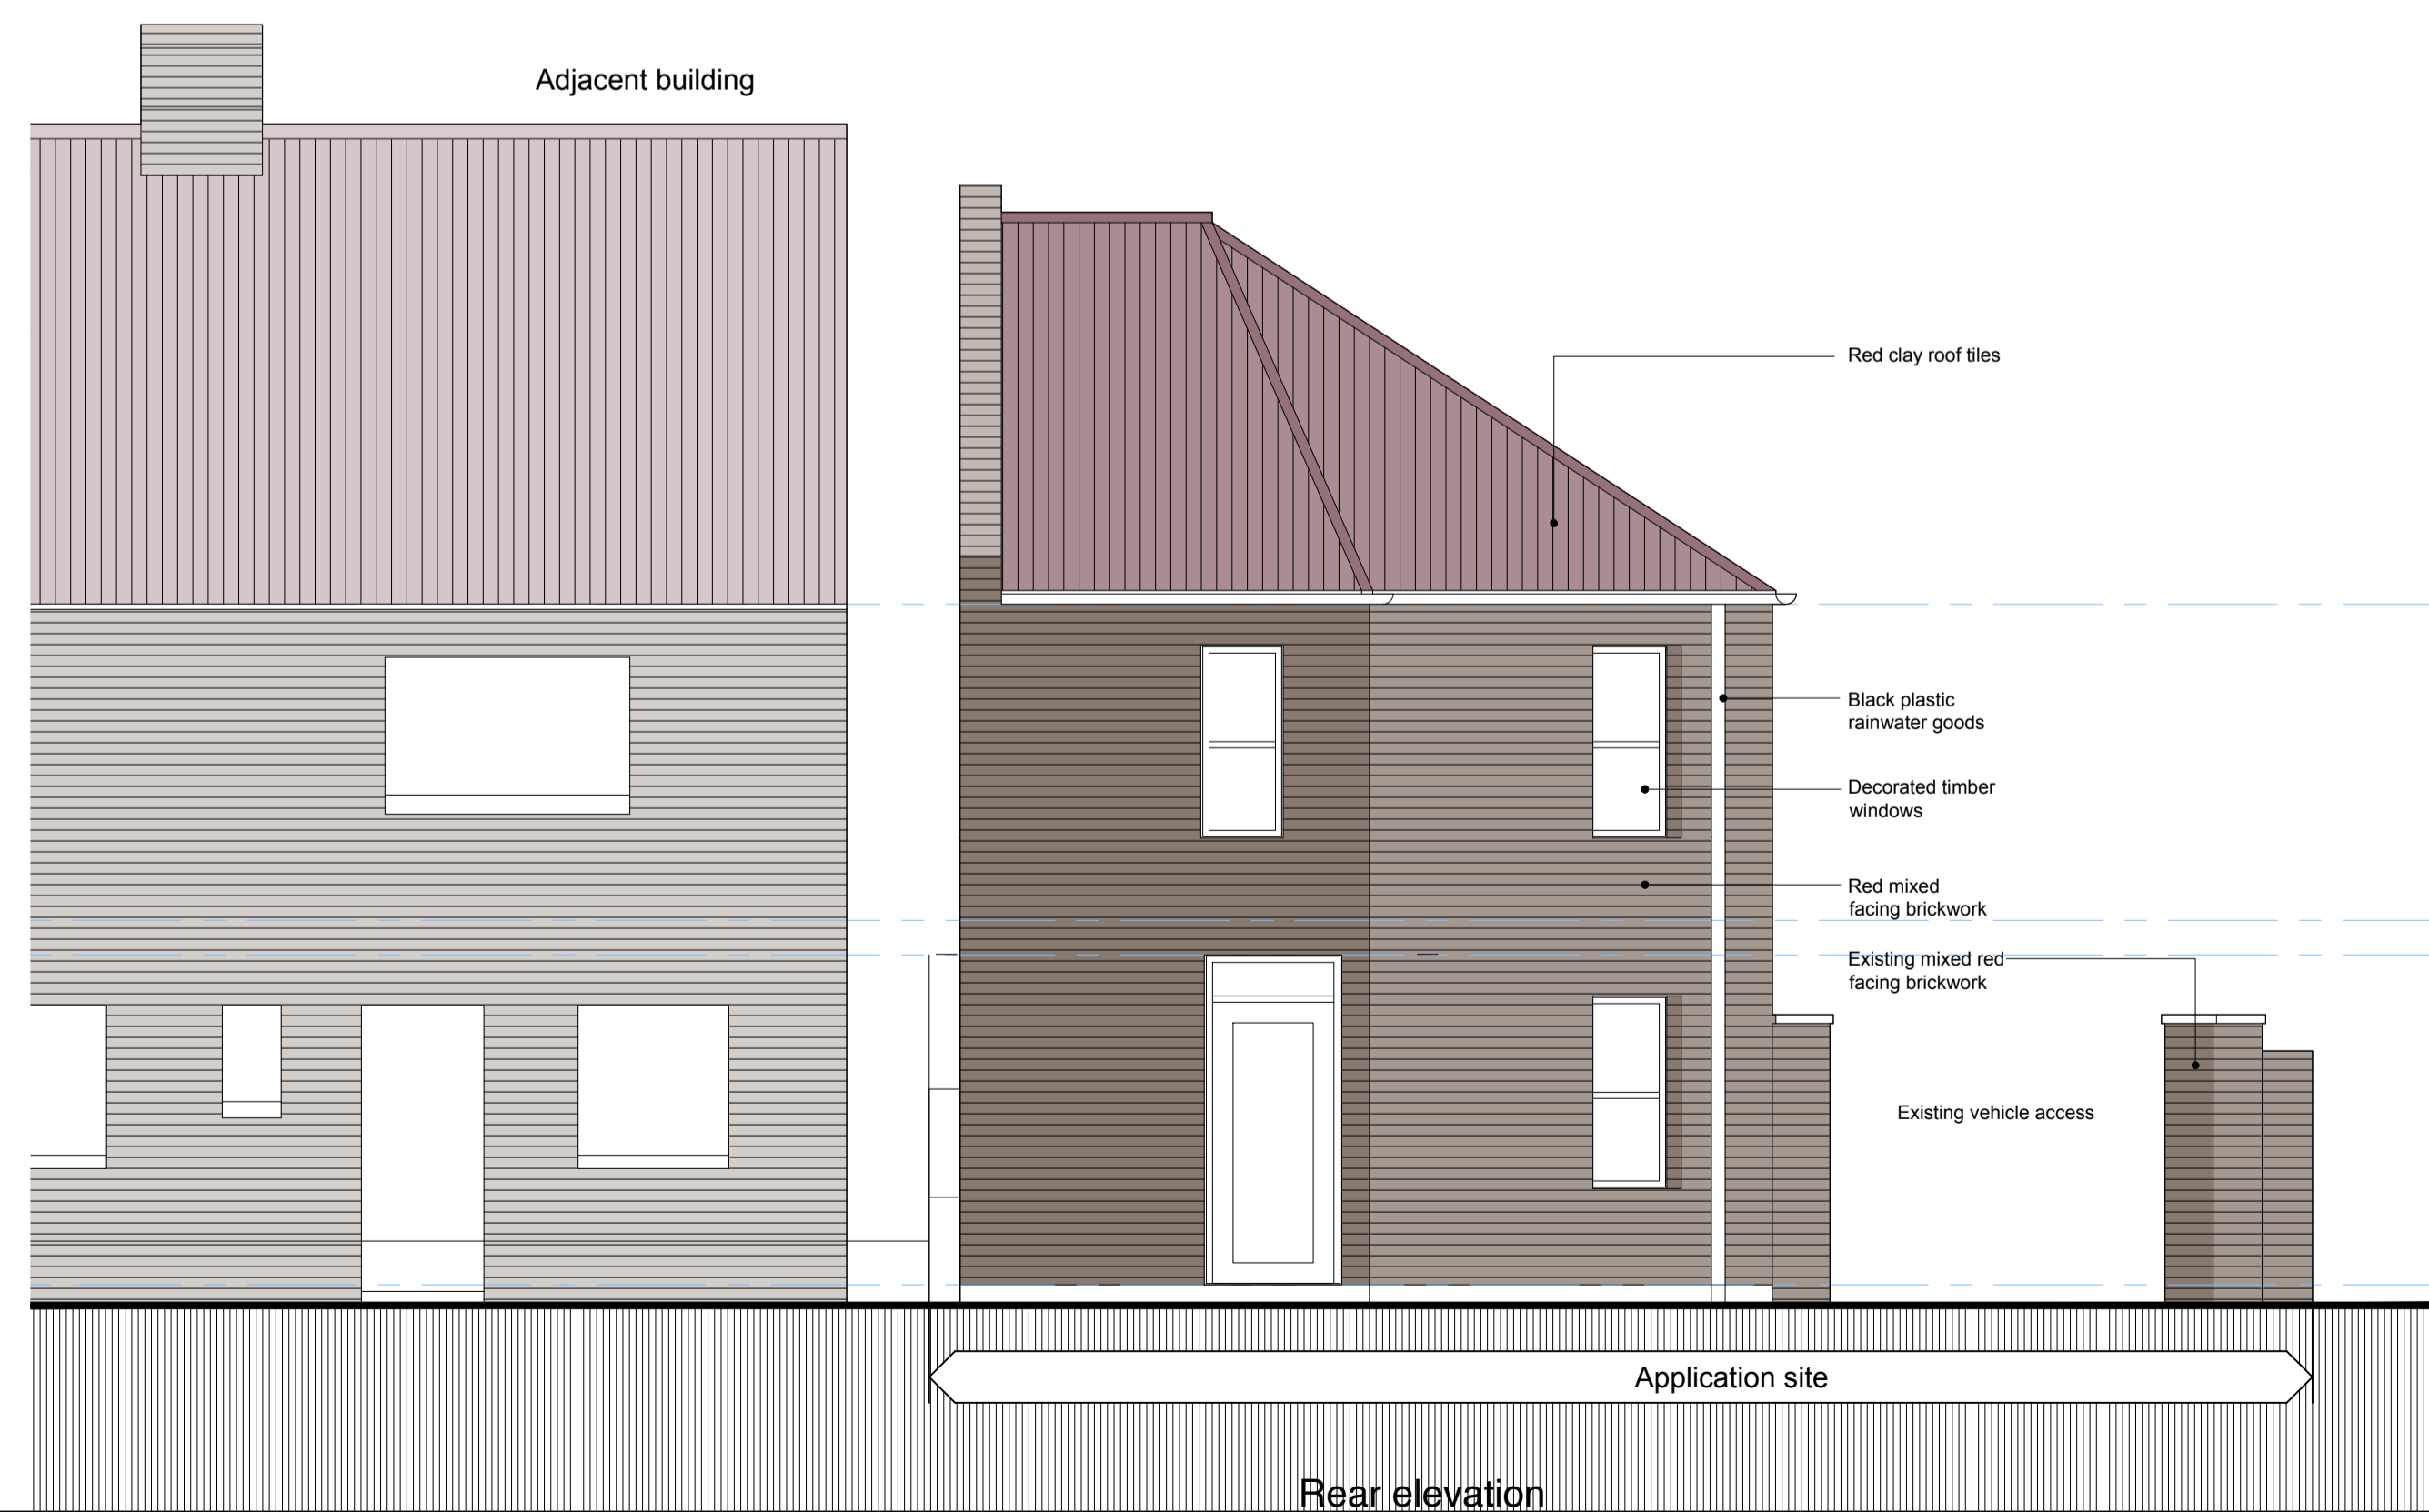 Adjacent building
Red clay roof tiles
Black plastic
rainwater goods
Decorated timber
windows
Red mixed
facing brickwork
Existing mixed red
facing brickwork
Existing vehicle access
Application site
Rear elevation